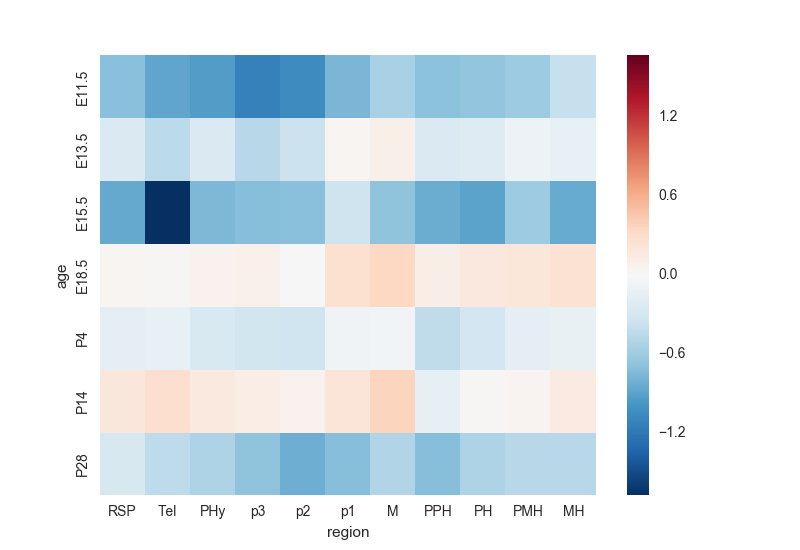 E11.5
E13.5
E15.5
E18.5
P4
P14
P28
age
RSP Tel PHy p3 p2 p1 M PPH PH PMH MH
region
1.2
0.6
0.0
−0.6
−1.2